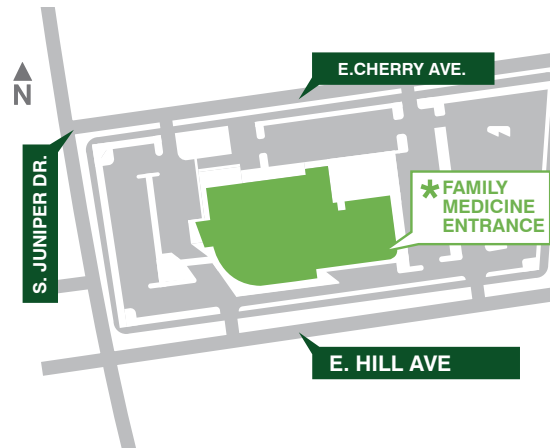 E.CHERRY AVE.
N
S. JUNIPER DR.
* FAMILY
MEDICINE
ENTRANCE
E. HILL AVE